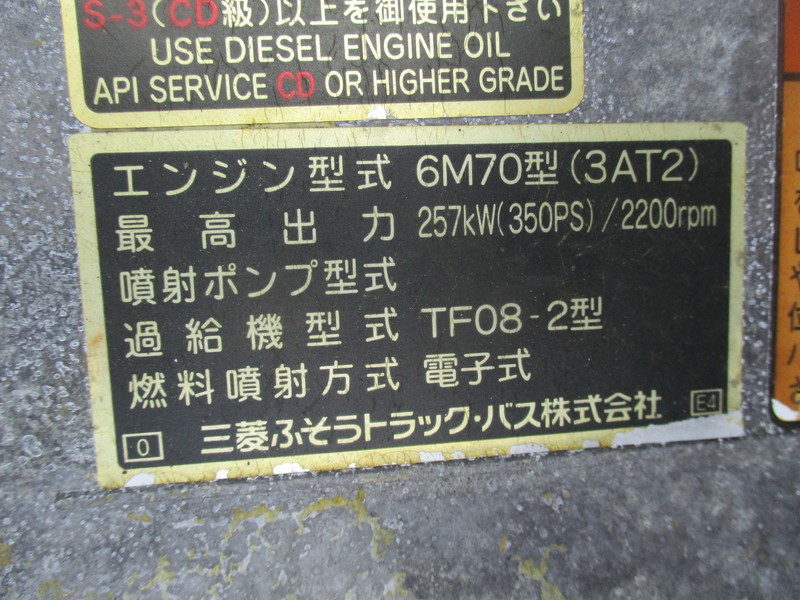 S-3(CD級)以上を御使用下さい
USE DIESEL ENGINE OIL
API SERVICE CD OR HIGHER GRADE
エンジン型式 6M70型(3AT2)
最高出力 257kW(350PS)/2200rpm
噴射ポンプ型式
過給機型式 TF08-2型
燃料噴射方式 電子式
0 三菱ふそうトラック・バス株式会社 E4